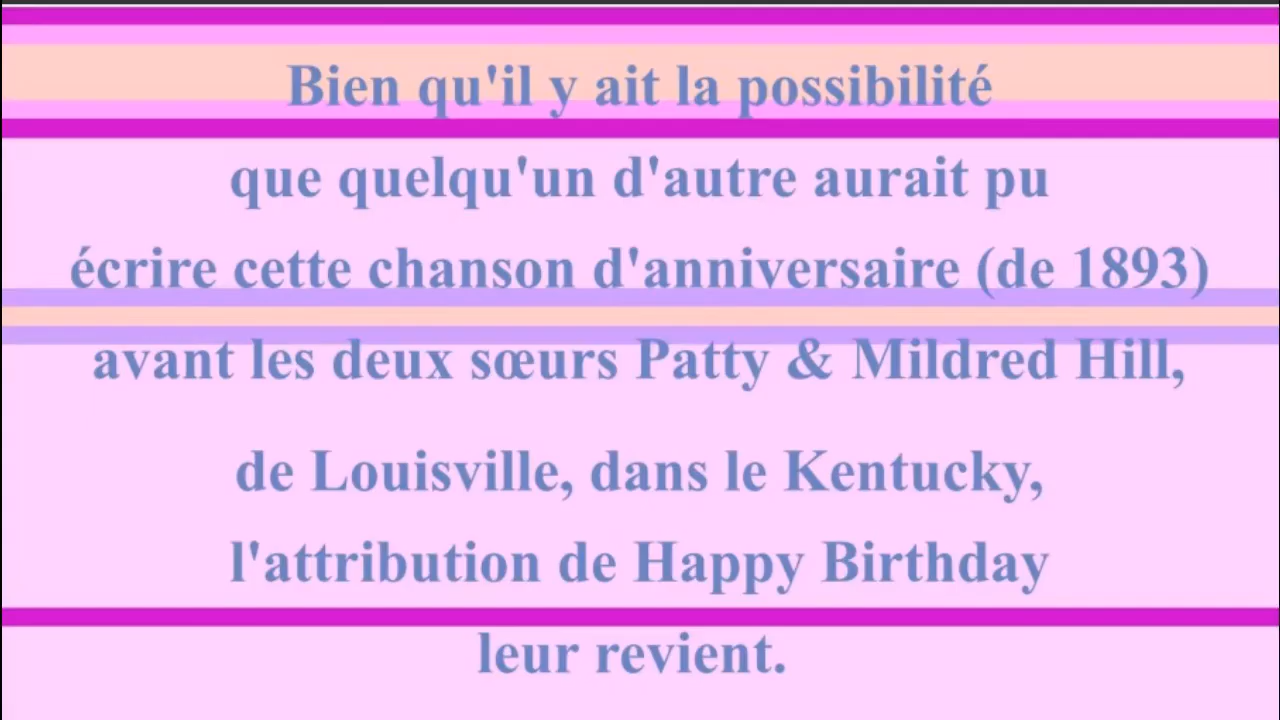 Bien qu'il y ait la possibilité
que quelqu'un d'autre aurait pu
écrire cette chanson d'anniversaire (de 1893)
avant les deux sœurs Patty & Mildred Hill,
de Louisville, dans le Kentucky,
l'attribution de Happy Birthday
leur revient.